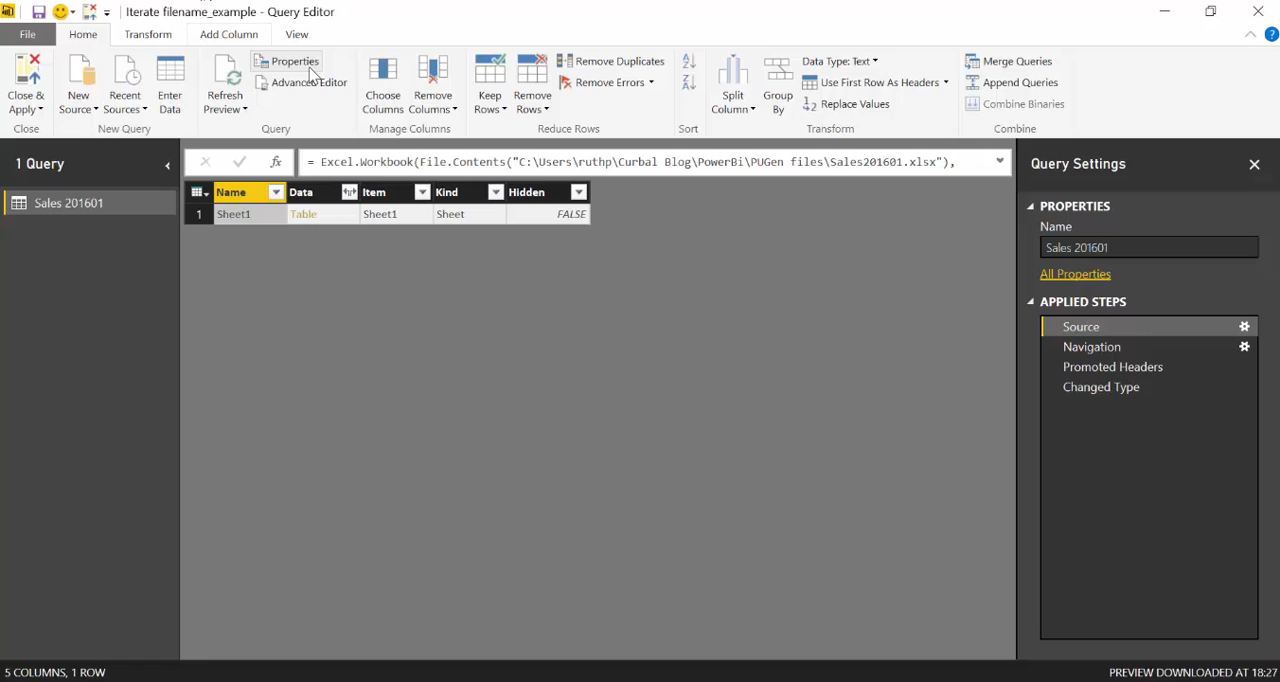 Iterate filename_example - Query Editor
File
Home
Transform
Add Column
View
Close &
Apply
Close
New
Source
Recent
Sources
Enter
Data
New Query
Refresh
Preview
Properties
Advanced Editor
Query
Choose
Columns
Remove
Columns
Manage Columns
Keep
Rows
Remove
Rows
Remove Duplicates
Remove Errors
Reduce Rows
Sort
Split
Column
Group
By
Data Type: Text
Use First Row As Headers
Replace Values
Transform
Merge Queries
Append Queries
Combine Binaries
Combine
1 Query
Sales 201601
fx = Excel.Workbook(File.Contents("C:\Users\ruthp\Curbal Blog\PowerBi\PUGen files\Sales201601.xlsx"),
Name Data Item Kind Hidden
1 Sheet1 Table Sheet1 Sheet FALSE
Query Settings
PROPERTIES
Name
Sales 201601
All Properties
APPLIED STEPS
Source
Navigation
Promoted Headers
Changed Type
5 COLUMNS, 1 ROW
PREVIEW DOWNLOADED AT 18:27